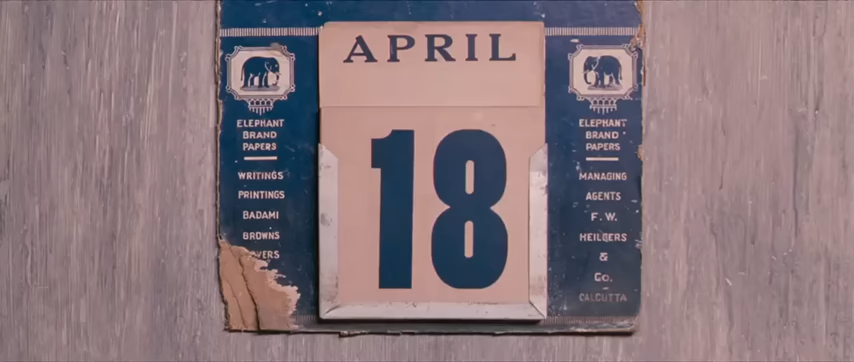 APRIL
18
ELEPHANT
BRAND
PAPERS
WRITINGS
PRINTINGS
BADAMI
BROWNS
ELEPHANT
BRAND
PAPERS
MANAGING
AGENTS
F. W.
HEILGERS
&
Co.
CALCUTTA